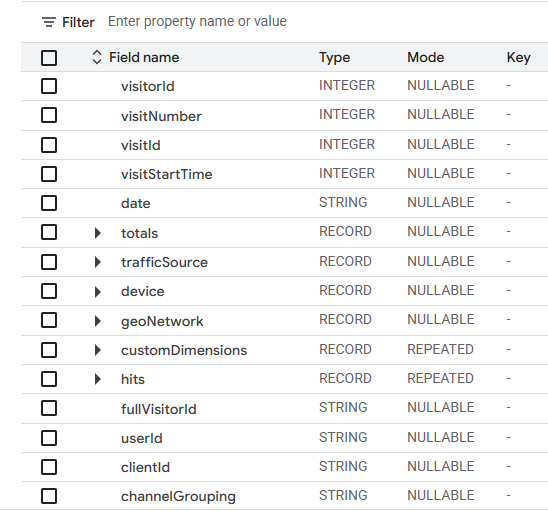 Filter Enter property name or value
Field name Type Mode Key
visitorId INTEGER NULLABLE -
visitNumber INTEGER NULLABLE -
visitId INTEGER NULLABLE -
visitStartTime INTEGER NULLABLE -
date STRING NULLABLE -
totals RECORD NULLABLE -
trafficSource RECORD NULLABLE -
device RECORD NULLABLE -
geoNetwork RECORD NULLABLE -
customDimensions RECORD REPEATED -
hits RECORD REPEATED -
fullVisitorId STRING NULLABLE -
userId STRING NULLABLE -
clientId STRING NULLABLE -
channelGrouping STRING NULLABLE -